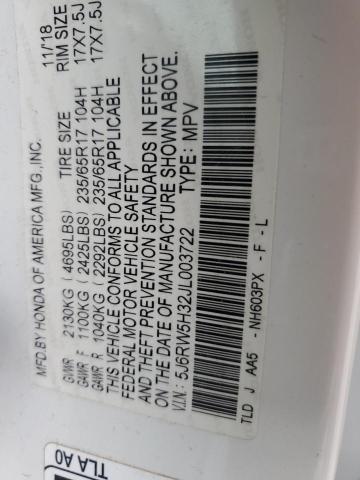 MFD.BY HONDA OF AMERICA MFG.,INC. 11/18
TIRE SIZE RIM SIZE
GVWR 2130KG (4695LBS)
GAWR F 1100KG (2425LBS) 235/65R17 104H 17X7.5J
GAWR R 1040KG (2292LBS) 235/65R17 104H 17X7.5J
THIS VEHICLE CONFORMS TO ALL APPLICABLE
FEDERAL MOTOR VEHICLE SAFETY
AND THEFT PREVENTION STANDARDS IN EFFECT
ON THE DATE OF MANUFACTURE SHOWN ABOVE.
V.I.N.: 5J6RW5H32JL003722 TYPE: MPV
TLD J AA5 - NH603PX - F - L
TLA A0